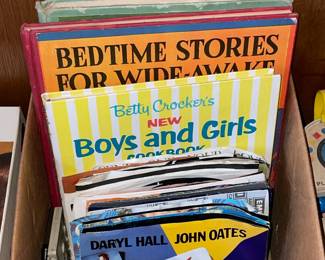 BEDTIME STORIES
FOR WIDE-AWAKE
Betty Crocker's
NEW
Boys and Girls
COOKBOOK
DARYL HALL JOHN OATES